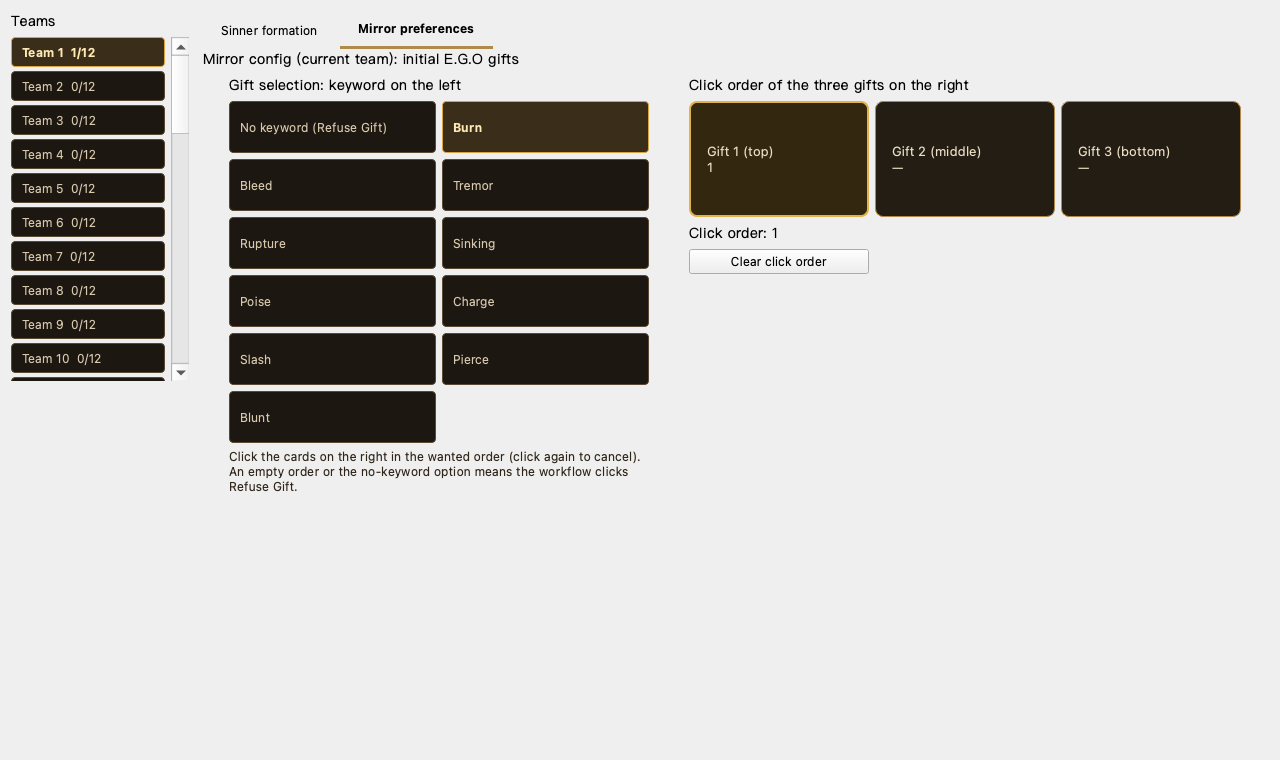 Teams
Team 1  1/12
Team 2  0/12
Team 3  0/12
Team 4  0/12
Team 5  0/12
Team 6  0/12
Team 7  0/12
Team 8  0/12
Team 9  0/12
Team 10  0/12
Sinner formation
Mirror preferences
Mirror config (current team): initial E.G.O gifts
Gift selection: keyword on the left
No keyword (Refuse Gift)
Burn
Bleed
Tremor
Rupture
Sinking
Poise
Charge
Slash
Pierce
Blunt
Click the cards on the right in the wanted order (click again to cancel).
An empty order or the no-keyword option means the workflow clicks
Refuse Gift.
Click order of the three gifts on the right
Gift 1 (top)
1
Gift 2 (middle)
—
Gift 3 (bottom)
—
Click order: 1
Clear click order